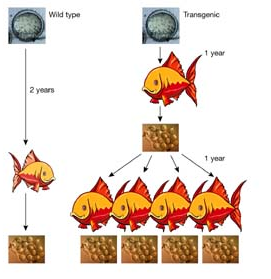 Wild type
Transgenic
1 year
2 years
1 year